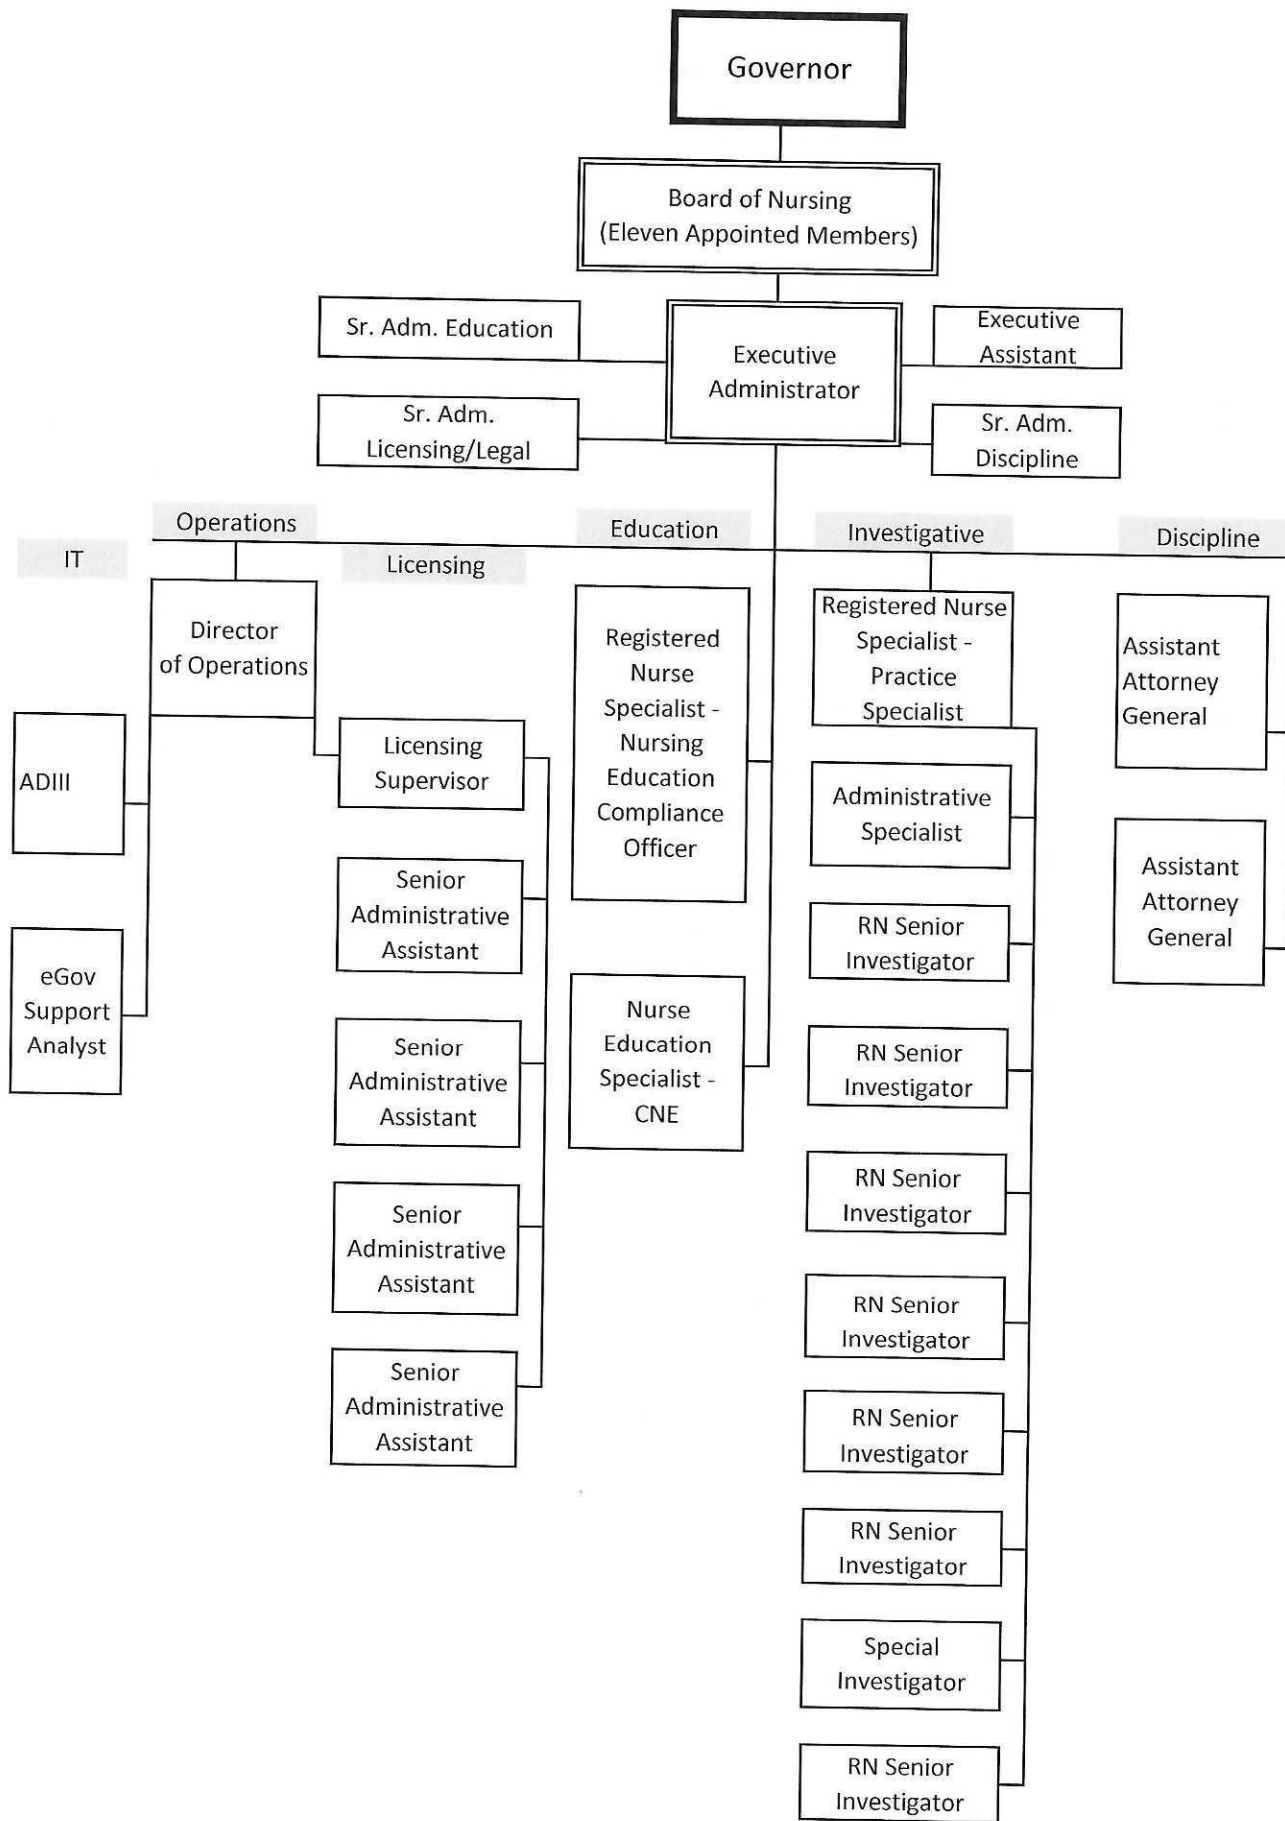 Governor
Board of Nursing
(Eleven Appointed Members)
Sr. Adm. Education
Executive
Administrator
Executive
Assistant
Sr. Adm.
Licensing/Legal
Sr. Adm.
Discipline
Operations
Education
Investigative
Discipline
IT
Licensing
Director
of Operations
ADIII
eGov
Support
Analyst
Licensing
Supervisor
Senior
Administrative
Assistant
Senior
Administrative
Assistant
Senior
Administrative
Assistant
Senior
Administrative
Assistant
Registered
Nurse
Specialist -
Nursing
Education
Compliance
Officer
Nurse
Education
Specialist -
CNE
Registered Nurse
Specialist -
Practice
Specialist
Administrative
Specialist
RN Senior
Investigator
RN Senior
Investigator
RN Senior
Investigator
RN Senior
Investigator
RN Senior
Investigator
RN Senior
Investigator
Special
Investigator
RN Senior
Investigator
Assistant
Attorney
General
Assistant
Attorney
General